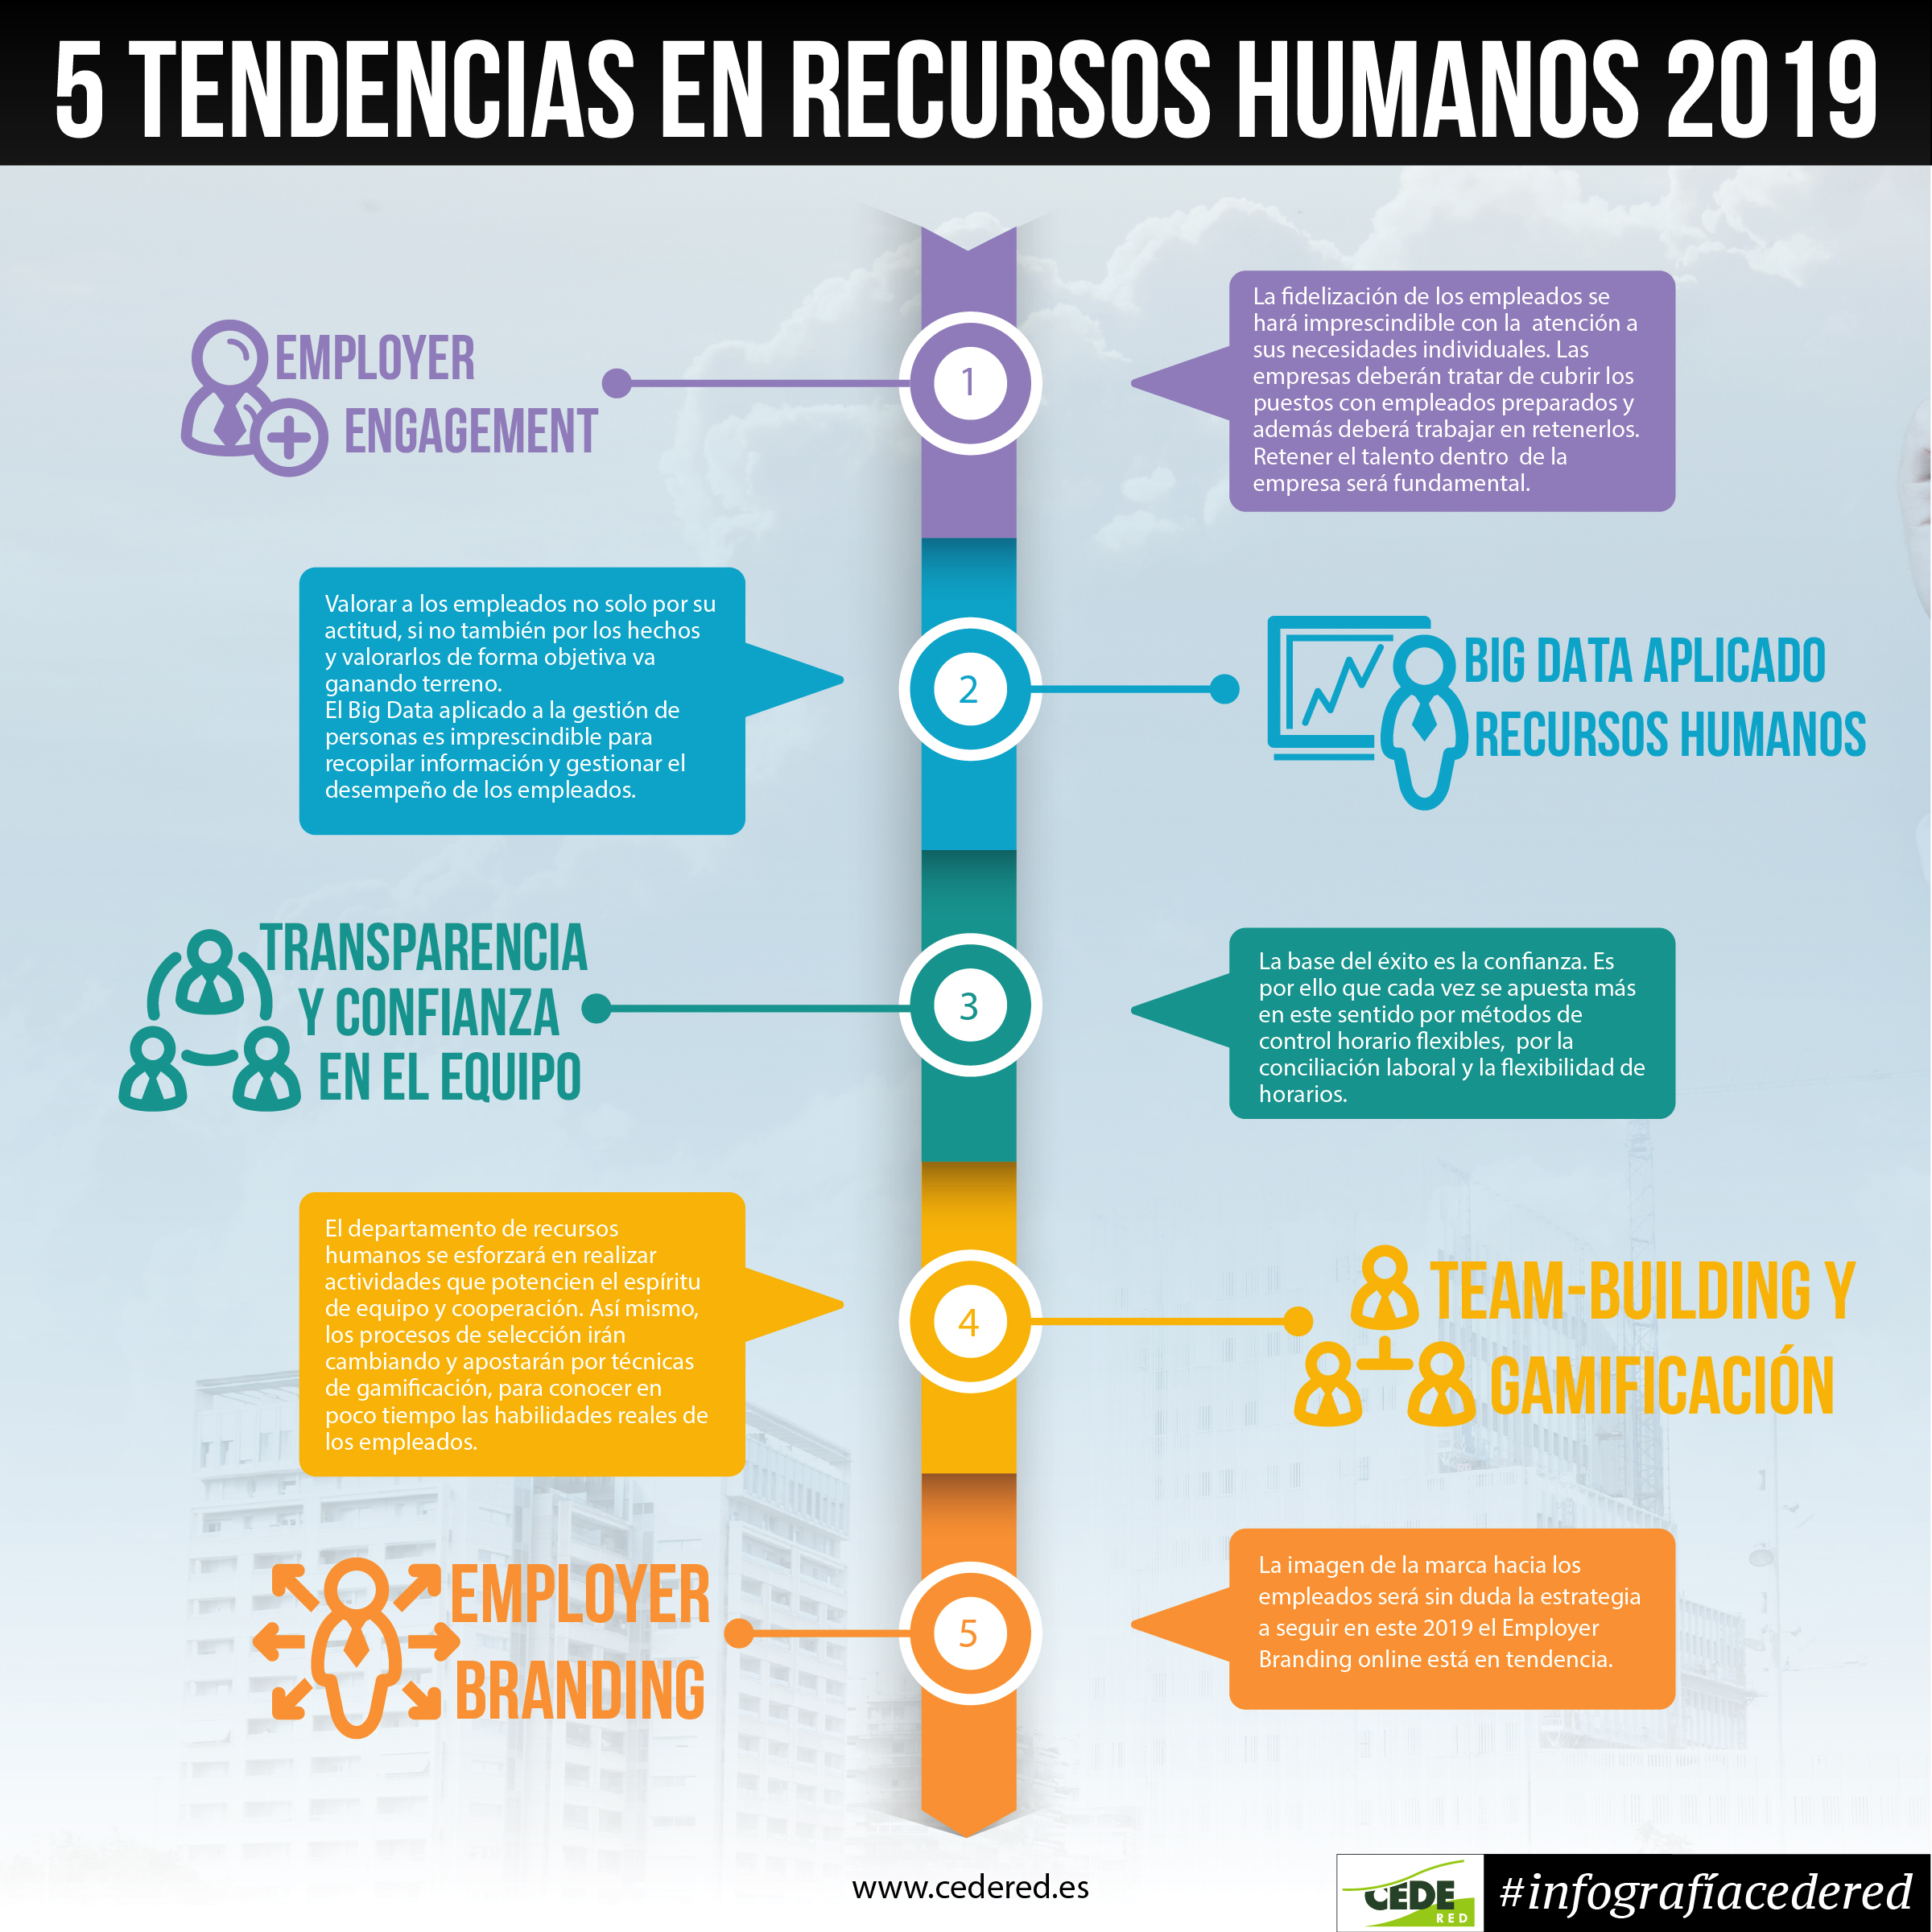 5 TENDENCIAS EN RECURSOS HUMANOS 2019
EMPLOYER
ENGAGEMENT
1
La fidelización de los empleados se
hará imprescindible con la atención a
sus necesidades individuales. Las
empresas deberán tratar de cubrir los
puestos con empleados preparados y
además deberá trabajar en retenerlos.
Retener el talento dentro de la
empresa será fundamental.
Valorar a los empleados no solo por su
actitud, si no también por los hechos
y valorarlos de forma objetiva va
ganando terreno.
El Big Data aplicado a la gestión de
personas es imprescindible para
recopilar información y gestionar el
desempeño de los empleados.
2
BIG DATA APLICADO
RECURSOS HUMANOS
TRANSPARENCIA
Y CONFIANZA
EN EL EQUIPO
3
La base del éxito es la confianza. Es
por ello que cada vez se apuesta más
en este sentido por métodos de
control horario flexibles, por la
conciliación laboral y la flexibilidad de
horarios.
El departamento de recursos
humanos se esforzará en realizar
actividades que potencien el espíritu
de equipo y cooperación. Así mismo,
los procesos de selección irán
cambiando y apostarán por técnicas
de gamificación, para conocer en
poco tiempo las habilidades reales de
los empleados.
4
TEAM-BUILDING Y
GAMIFICACIÓN
EMPLOYER
BRANDING
5
La imagen de la marca hacia los
empleados será sin duda la estrategia
a seguir en este 2019 el Employer
Branding online está en tendencia.
www.cedered.es
CEDE
RED
#infografíacedered